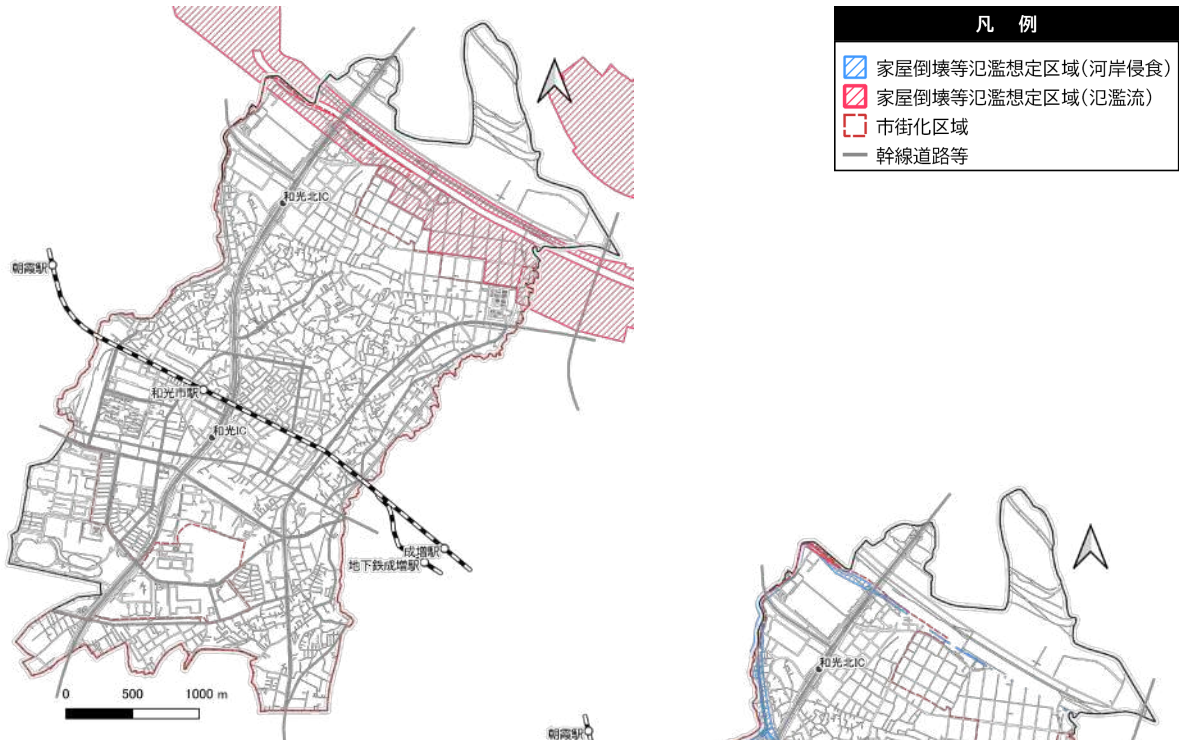 凡 例
家屋倒壊等氾濫想定区域(河岸侵食)
家屋倒壊等氾濫想定区域(氾濫流)
市街化区域
幹線道路等
和光北IC
朝霞駅
和光市駅
和光IC
成増駅
地下鉄成増駅
0 500 1000 m
和光北IC
朝霞駅